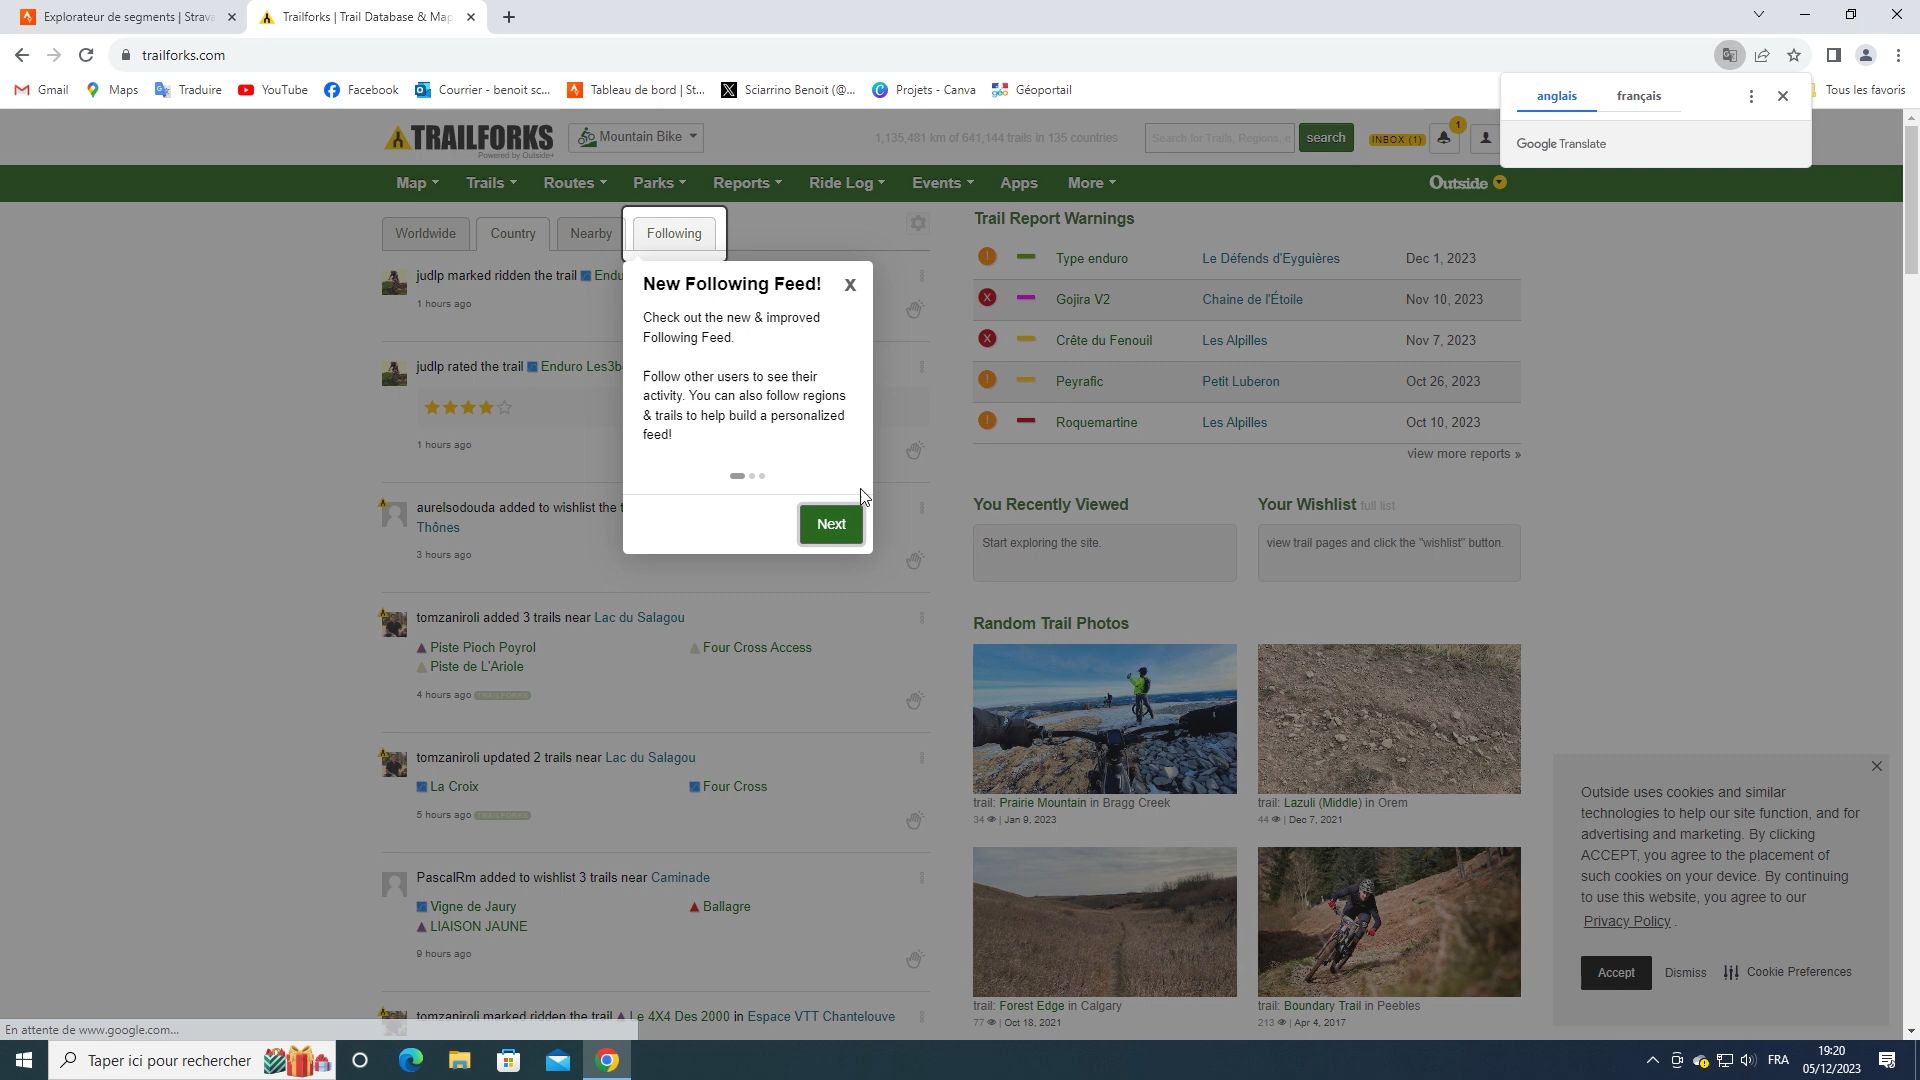 Explorateur de segments | Strava
Trailforks | Trail Database & Map
trailforks.com
Gmail
Maps
Traduire
YouTube
Facebook
Courrier - benoit sc...
Tableau de bord | St...
Sciarrino Benoit (@...
Projets - Canva
Géoportail
Tous les favoris
anglais
français
Google Translate
TRAILFORKS
Powered by Outside+
Mountain Bike
1,135,481 km of 641,144 trails in 135 countries
Search for Trails, Regions, e
search
INBOX (1)
1
Map
Trails
Routes
Parks
Reports
Ride Log
Events
Apps
More
Outside
Worldwide
Country
Nearby
Following
judlp marked ridden the trail Endu
1 hours ago
judlp rated the trail Enduro Les3b
1 hours ago
aurelsodouda added to wishlist the t
Thônes
3 hours ago
tomzaniroli added 3 trails near Lac du Salagou
Piste Pioch Poyrol
Four Cross Access
Piste de L'Ariole
4 hours ago TRAILFORKS
tomzaniroli updated 2 trails near Lac du Salagou
La Croix
Four Cross
5 hours ago TRAILFORKS
PascalRm added to wishlist 3 trails near Caminade
Vigne de Jaury
Ballagre
LIAISON JAUNE
9 hours ago
tomzaniroli marked ridden the trail Le 4X4 Des 2000 in Espace VTT Chantelouve
New Following Feed!
X
Check out the new & improved
Following Feed.
Follow other users to see their
activity. You can also follow regions
& trails to help build a personalized
feed!
Next
Trail Report Warnings
! Type enduro Le Défends d'Eyguières Dec 1, 2023
X Gojira V2 Chaine de l'Étoile Nov 10, 2023
X Crête du Fenouil Les Alpilles Nov 7, 2023
! Peyrafic Petit Luberon Oct 26, 2023
! Roquemartine Les Alpilles Oct 10, 2023
view more reports »
You Recently Viewed
Start exploring the site.
Your Wishlist full list
view trail pages and click the "wishlist" button.
Random Trail Photos
trail: Prairie Mountain in Bragg Creek
34 | Jan 9, 2023
trail: Lazuli (Middle) in Orem
44 | Dec 7, 2021
trail: Forest Edge in Calgary
77 | Oct 18, 2021
trail: Boundary Trail in Peebles
213 | Apr 4, 2017
Outside uses cookies and similar
technologies to help our site function, and for
advertising and marketing. By clicking
ACCEPT, you agree to the placement of
such cookies on your device. By continuing
to use this website, you agree to our
Privacy Policy .
Accept
Dismiss
Cookie Preferences
En attente de www.google.com...
Taper ici pour rechercher
FRA
19:20
05/12/2023